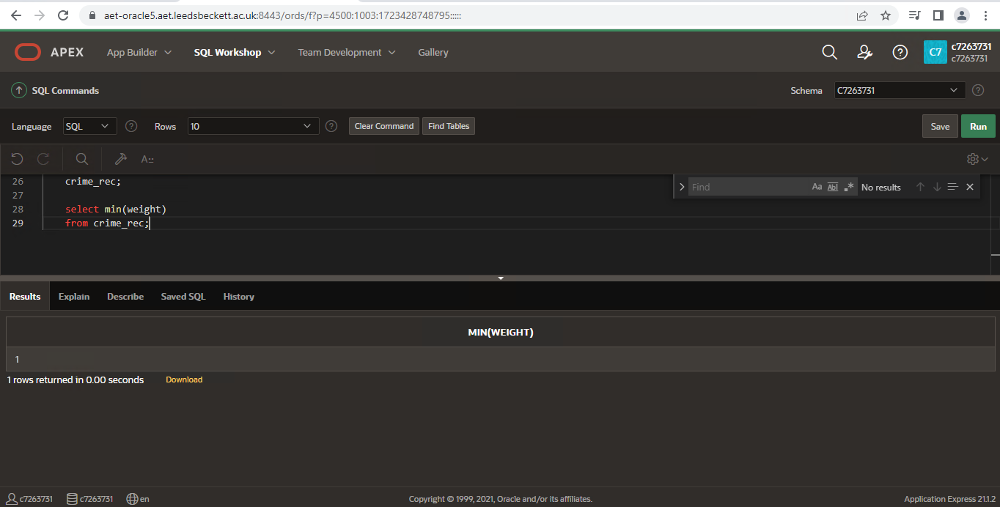 aet-oracle5.aet.leedsbeckett.ac.uk:8443/ords/f?p=4500:1003:1723428748795:::::
APEX App Builder SQL Workshop Team Development Gallery C7 c7263731
c7263731
SQL Commands Schema C7263731
Language SQL Rows 10 Clear Command Find Tables Save Run
A::
26 crime_rec;
Find Aa Abl .* No results
27
28 select min(weight)
29 from crime_rec;
Results Explain Describe Saved SQL History
MIN(WEIGHT)
1
1 rows returned in 0.00 seconds Download
c7263731 c7263731 en Copyright © 1999, 2021, Oracle and/or its affiliates. Application Express 21.1.2